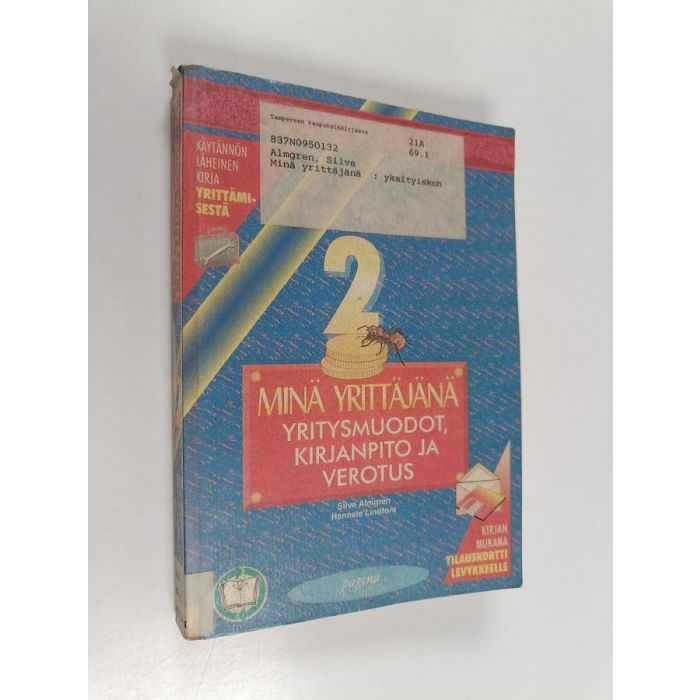 Tampereen kaupunginkirjasto
837N0950132 21A
Almgren, Silve 69.1
Minä yrittäjänä : yksityiskoh
KÄYTÄNNÖN
LÄHEINEN
KIRJA
YRITTÄMI-
SESTÄ
2
MINÄ YRITTÄJÄNÄ
YRITYSMUODOT,
KIRJANPITO JA
VEROTUS
Silve Almgren
Hannele Lindfors
KIRJAN
MUKANA
TILAUSKORTTI
LEVYKKEELLE
pagina